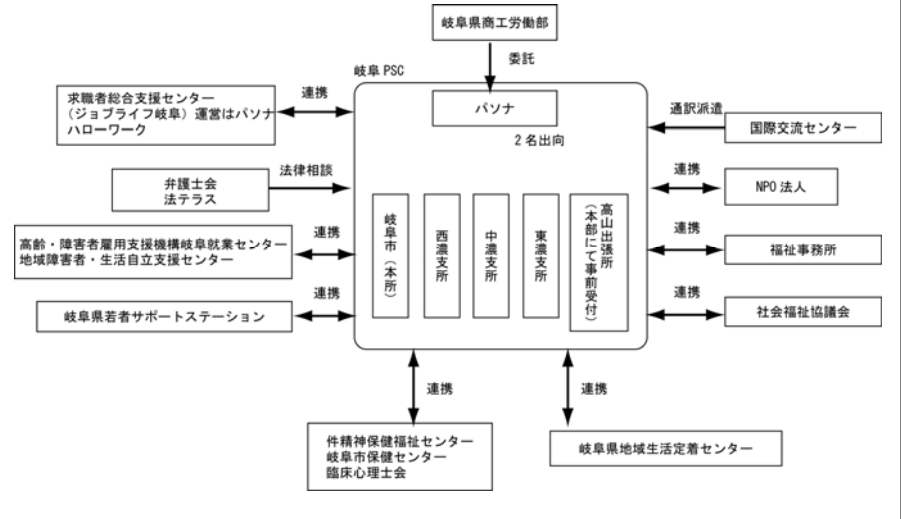 岐阜県商工労働部
委託
岐阜 PSC
パソナ
2名出向
求職者総合支援センター
（ジョブライフ岐阜）運営はパソナ
ハローワーク
連携
弁護士会
法テラス
法律相談
高齢・障害者雇用支援機構岐阜就業センター
地域障害者・生活自立支援センター
連携
岐阜県若者サポートステーション
連携
岐阜市（本所）
西濃支所
中濃支所
東濃支所
高山出張所
（本部にて事前受付）
通訳派遣
国際交流センター
連携
NPO 法人
連携
福祉事務所
連携
社会福祉協議会
連携
件精神保健福祉センター
岐阜市保健センター
臨床心理士会
連携
岐阜県地域生活定着センター